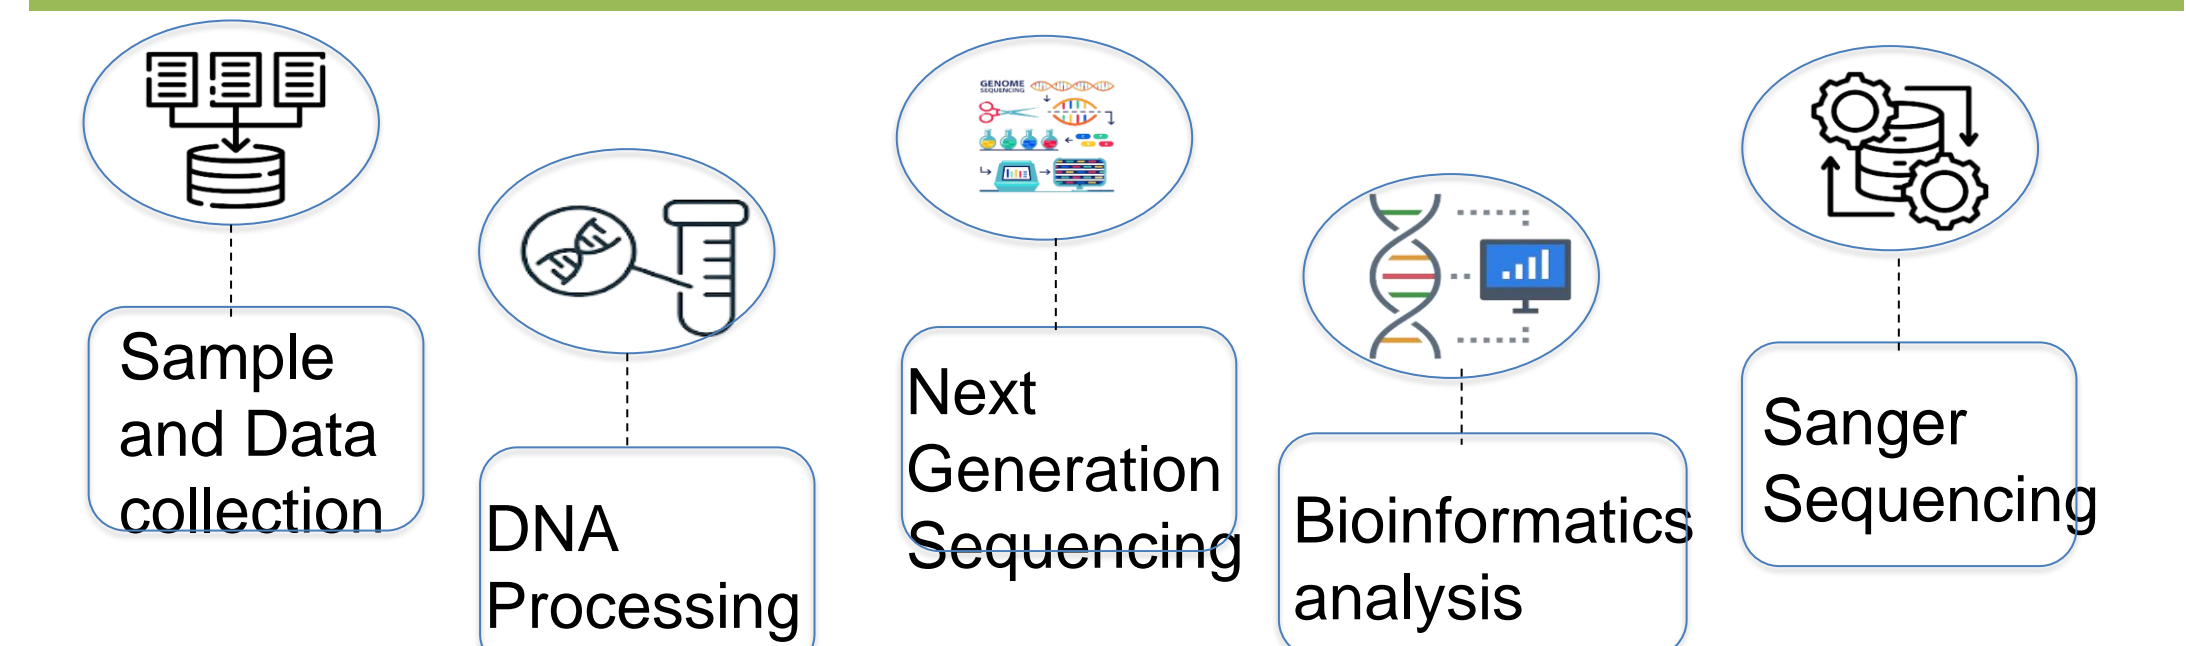 GENOME
SEQUENCING
Sample
and Data
collection
DNA
Processing
Next
Generation
Sequencing
Bioinformatics
analysis
Sanger
Sequencing